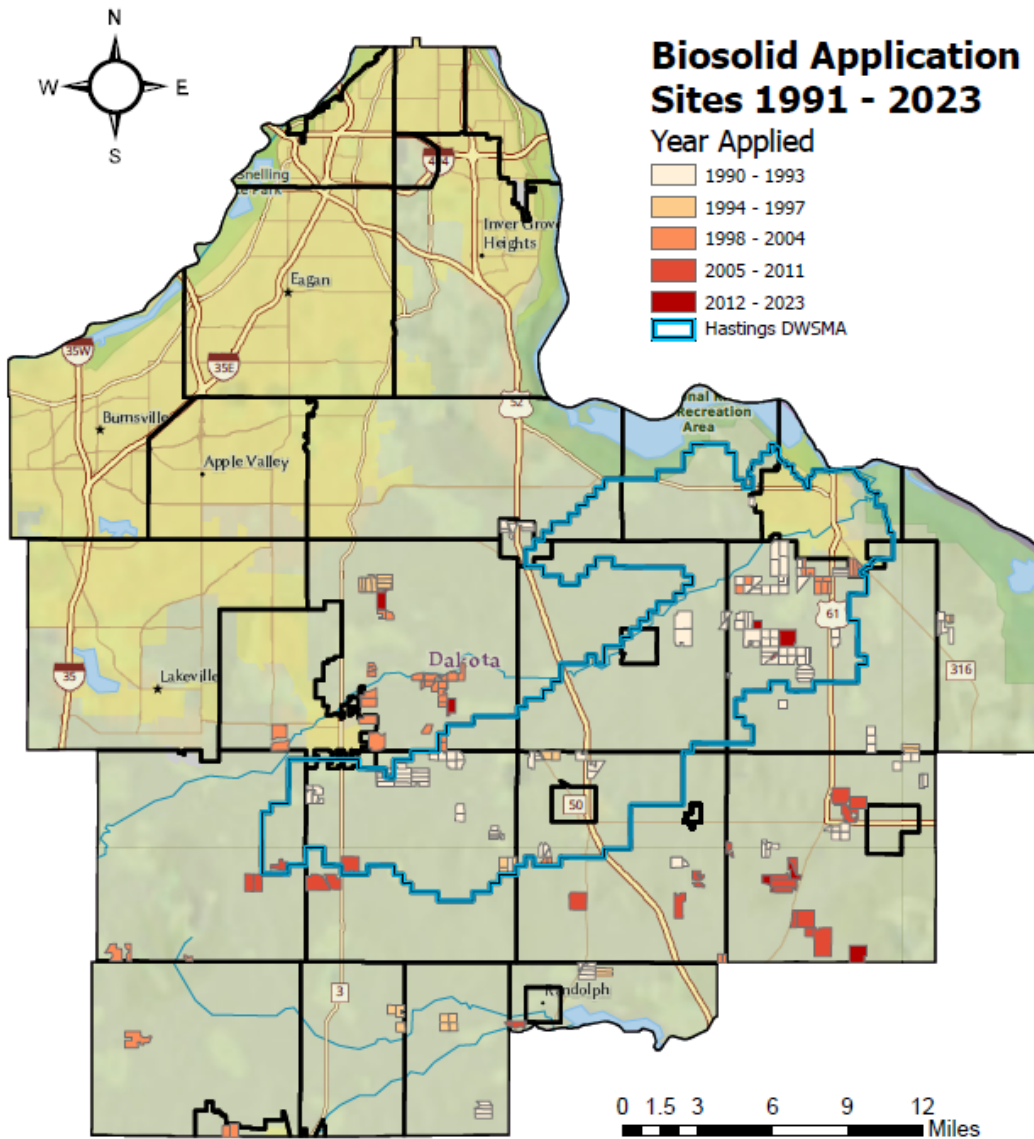 N
W E
S
Biosolid Application
Sites 1991 - 2023
Year Applied
1990 - 1993
1994 - 1997
1998 - 2004
2005 - 2011
2012 - 2023
Hastings DWSMA
Snelling
Inver Grove
Heights
Eagan
35W
35E
52
Recreation
Area
Burnsville
Apple Valley
61
Dakota
316
35
Lakeville
50
3
Randolph
0 1.5 3 6 9 12
Miles